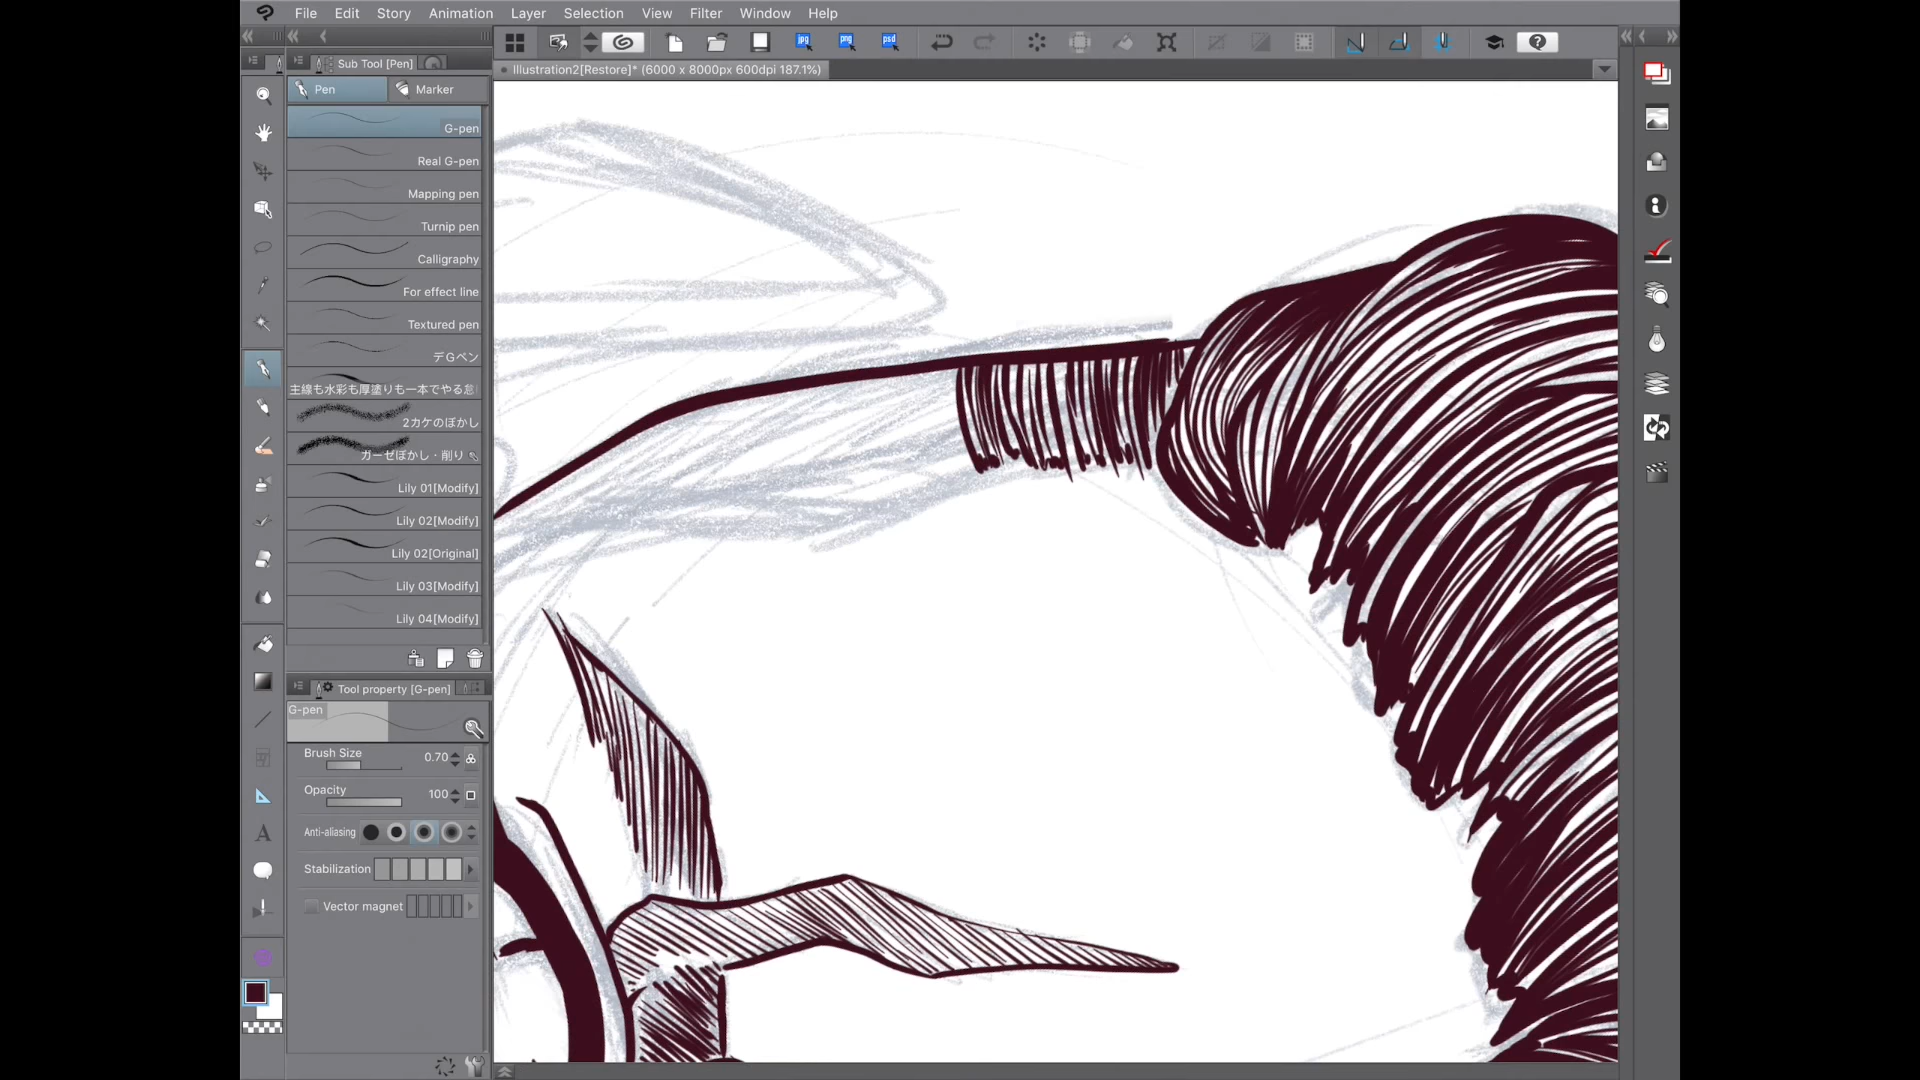 File Edit Story Animation Layer Selection View Filter Window Help
jpg png psd
Sub Tool [Pen]
Illustration2[Restore]* (6000 x 8000px 600dpi 187.1%)
Pen Marker
G-pen
Real G-pen
Mapping pen
Turnip pen
Calligraphy
For effect line
Textured pen
デGペン
主線も水彩も厚塗りも一本でやる怠
2カケのぼかし
ガーゼぼかし・削り
Lily 01[Modify]
Lily 02[Modify]
Lily 02[Original]
Lily 03[Modify]
Lily 04[Modify]
Tool property [G-pen]
G-pen
Brush Size 0.70
Opacity 100
Anti-aliasing
Stabilization
Vector magnet